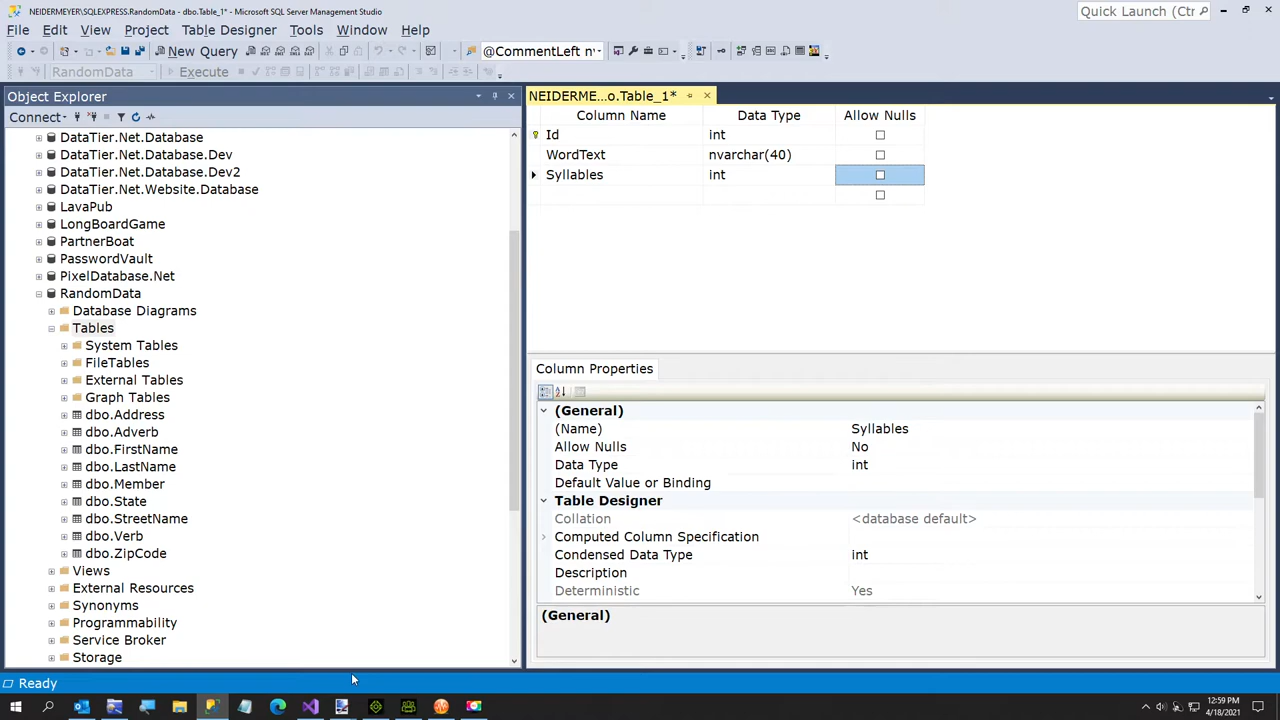 NEIDERMEYER\SQLEXPRESS.RandomData - dbo.Table_1* - Microsoft SQL Server Management Studio
Quick Launch (Ctr
File Edit View Project Table Designer Tools Window Help
New Query
@CommentLeft n
RandomData
Execute
Object Explorer
Connect
DataTier.Net.Database
DataTier.Net.Database.Dev
DataTier.Net.Database.Dev2
DataTier.Net.Website.Database
LavaPub
LongBoardGame
PartnerBoat
PasswordVault
PixelDatabase.Net
RandomData
Database Diagrams
Tables
System Tables
FileTables
External Tables
Graph Tables
dbo.Address
dbo.Adverb
dbo.FirstName
dbo.LastName
dbo.Member
dbo.State
dbo.StreetName
dbo.Verb
dbo.ZipCode
Views
External Resources
Synonyms
Programmability
Service Broker
Storage
NEIDERME...o.Table_1*
Column Name Data Type Allow Nulls
Id int
WordText nvarchar(40)
Syllables int
Column Properties
(General)
(Name) Syllables
Allow Nulls No
Data Type int
Default Value or Binding
Table Designer
Collation <database default>
Computed Column Specification
Condensed Data Type int
Description
Deterministic Yes
(General)
Ready
12:59 PM
4/18/2021